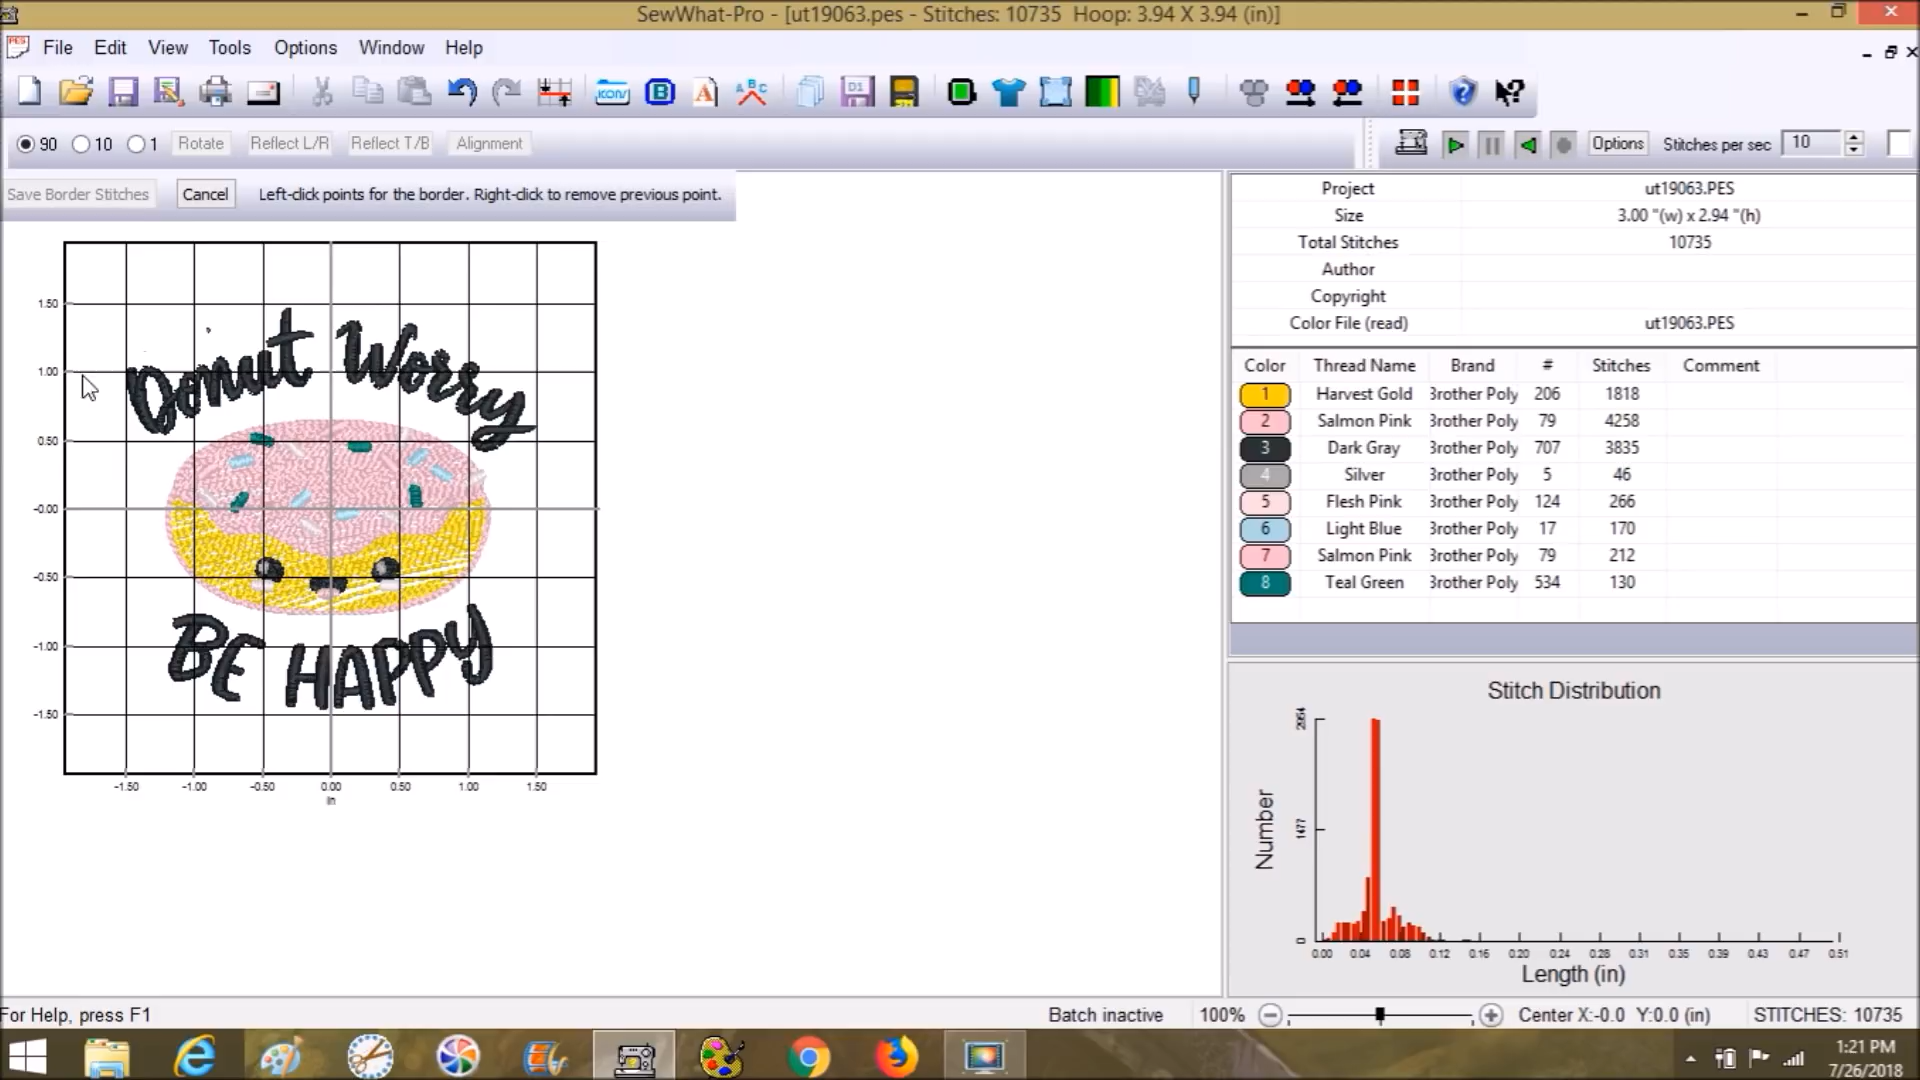 SewWhat-Pro - [ut19063.pes - Stitches: 10735 Hoop: 3.94 X 3.94 (in)]
PES File Edit View Tools Options Window Help
ICON B A ABC D1
90 10 1 Rotate Reflect L/R Reflect T/B Alignment Options Stitches per sec 10
Save Border Stitches Cancel Left-click points for the border. Right-click to remove previous point.
Project ut19063.PES
Size 3.00 "(w) x 2.94 "(h)
Total Stitches 10735
Author
Copyright
Color File (read) ut19063.PES
1.50
1.00
0.50
-0.00
-0.50
-1.00
-1.50
Donut Worry
BE HAPPY
-1.50 -1.00 -0.50 0.00 0.50 1.00 1.50
in
Color Thread Name Brand # Stitches Comment
1 Harvest Gold Brother Poly 206 1818
2 Salmon Pink Brother Poly 79 4258
3 Dark Gray Brother Poly 707 3835
4 Silver Brother Poly 5 46
5 Flesh Pink Brother Poly 124 266
6 Light Blue Brother Poly 17 170
7 Salmon Pink Brother Poly 79 212
8 Teal Green Brother Poly 534 130
Stitch Distribution
Number
2954
1477
0
0.00 0.04 0.08 0.12 0.16 0.20 0.24 0.28 0.31 0.35 0.39 0.43 0.47 0.51
Length (in)
For Help, press F1 Batch inactive 100% Center X:-0.0 Y:0.0 (in) STITCHES: 10735
1:21 PM
7/26/2018